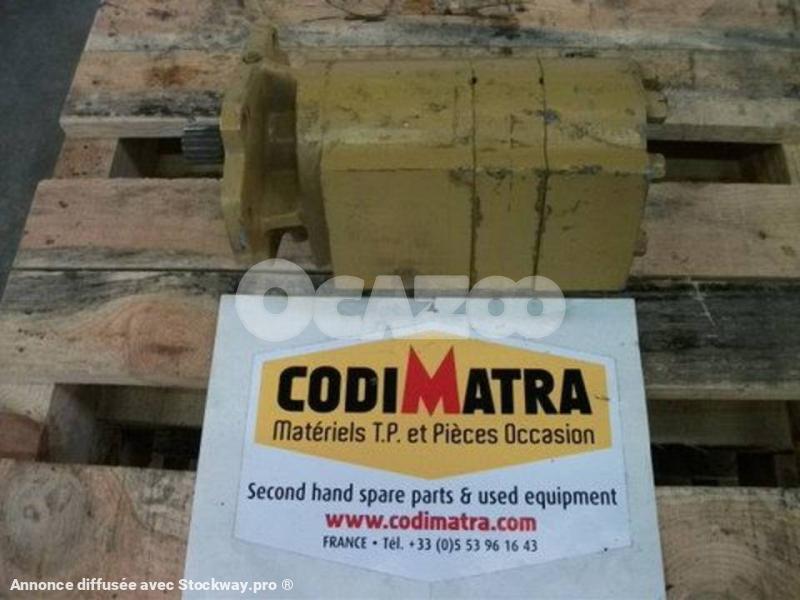 OCAZOO
CODIMATRA
Matériels T.P. et Pièces Occasion
Second hand spare parts & used equipment
www.codimatra.com
FRANCE • Tél. +33 (0)5 53 96 16 43
Annonce diffusée avec Stockway.pro ®